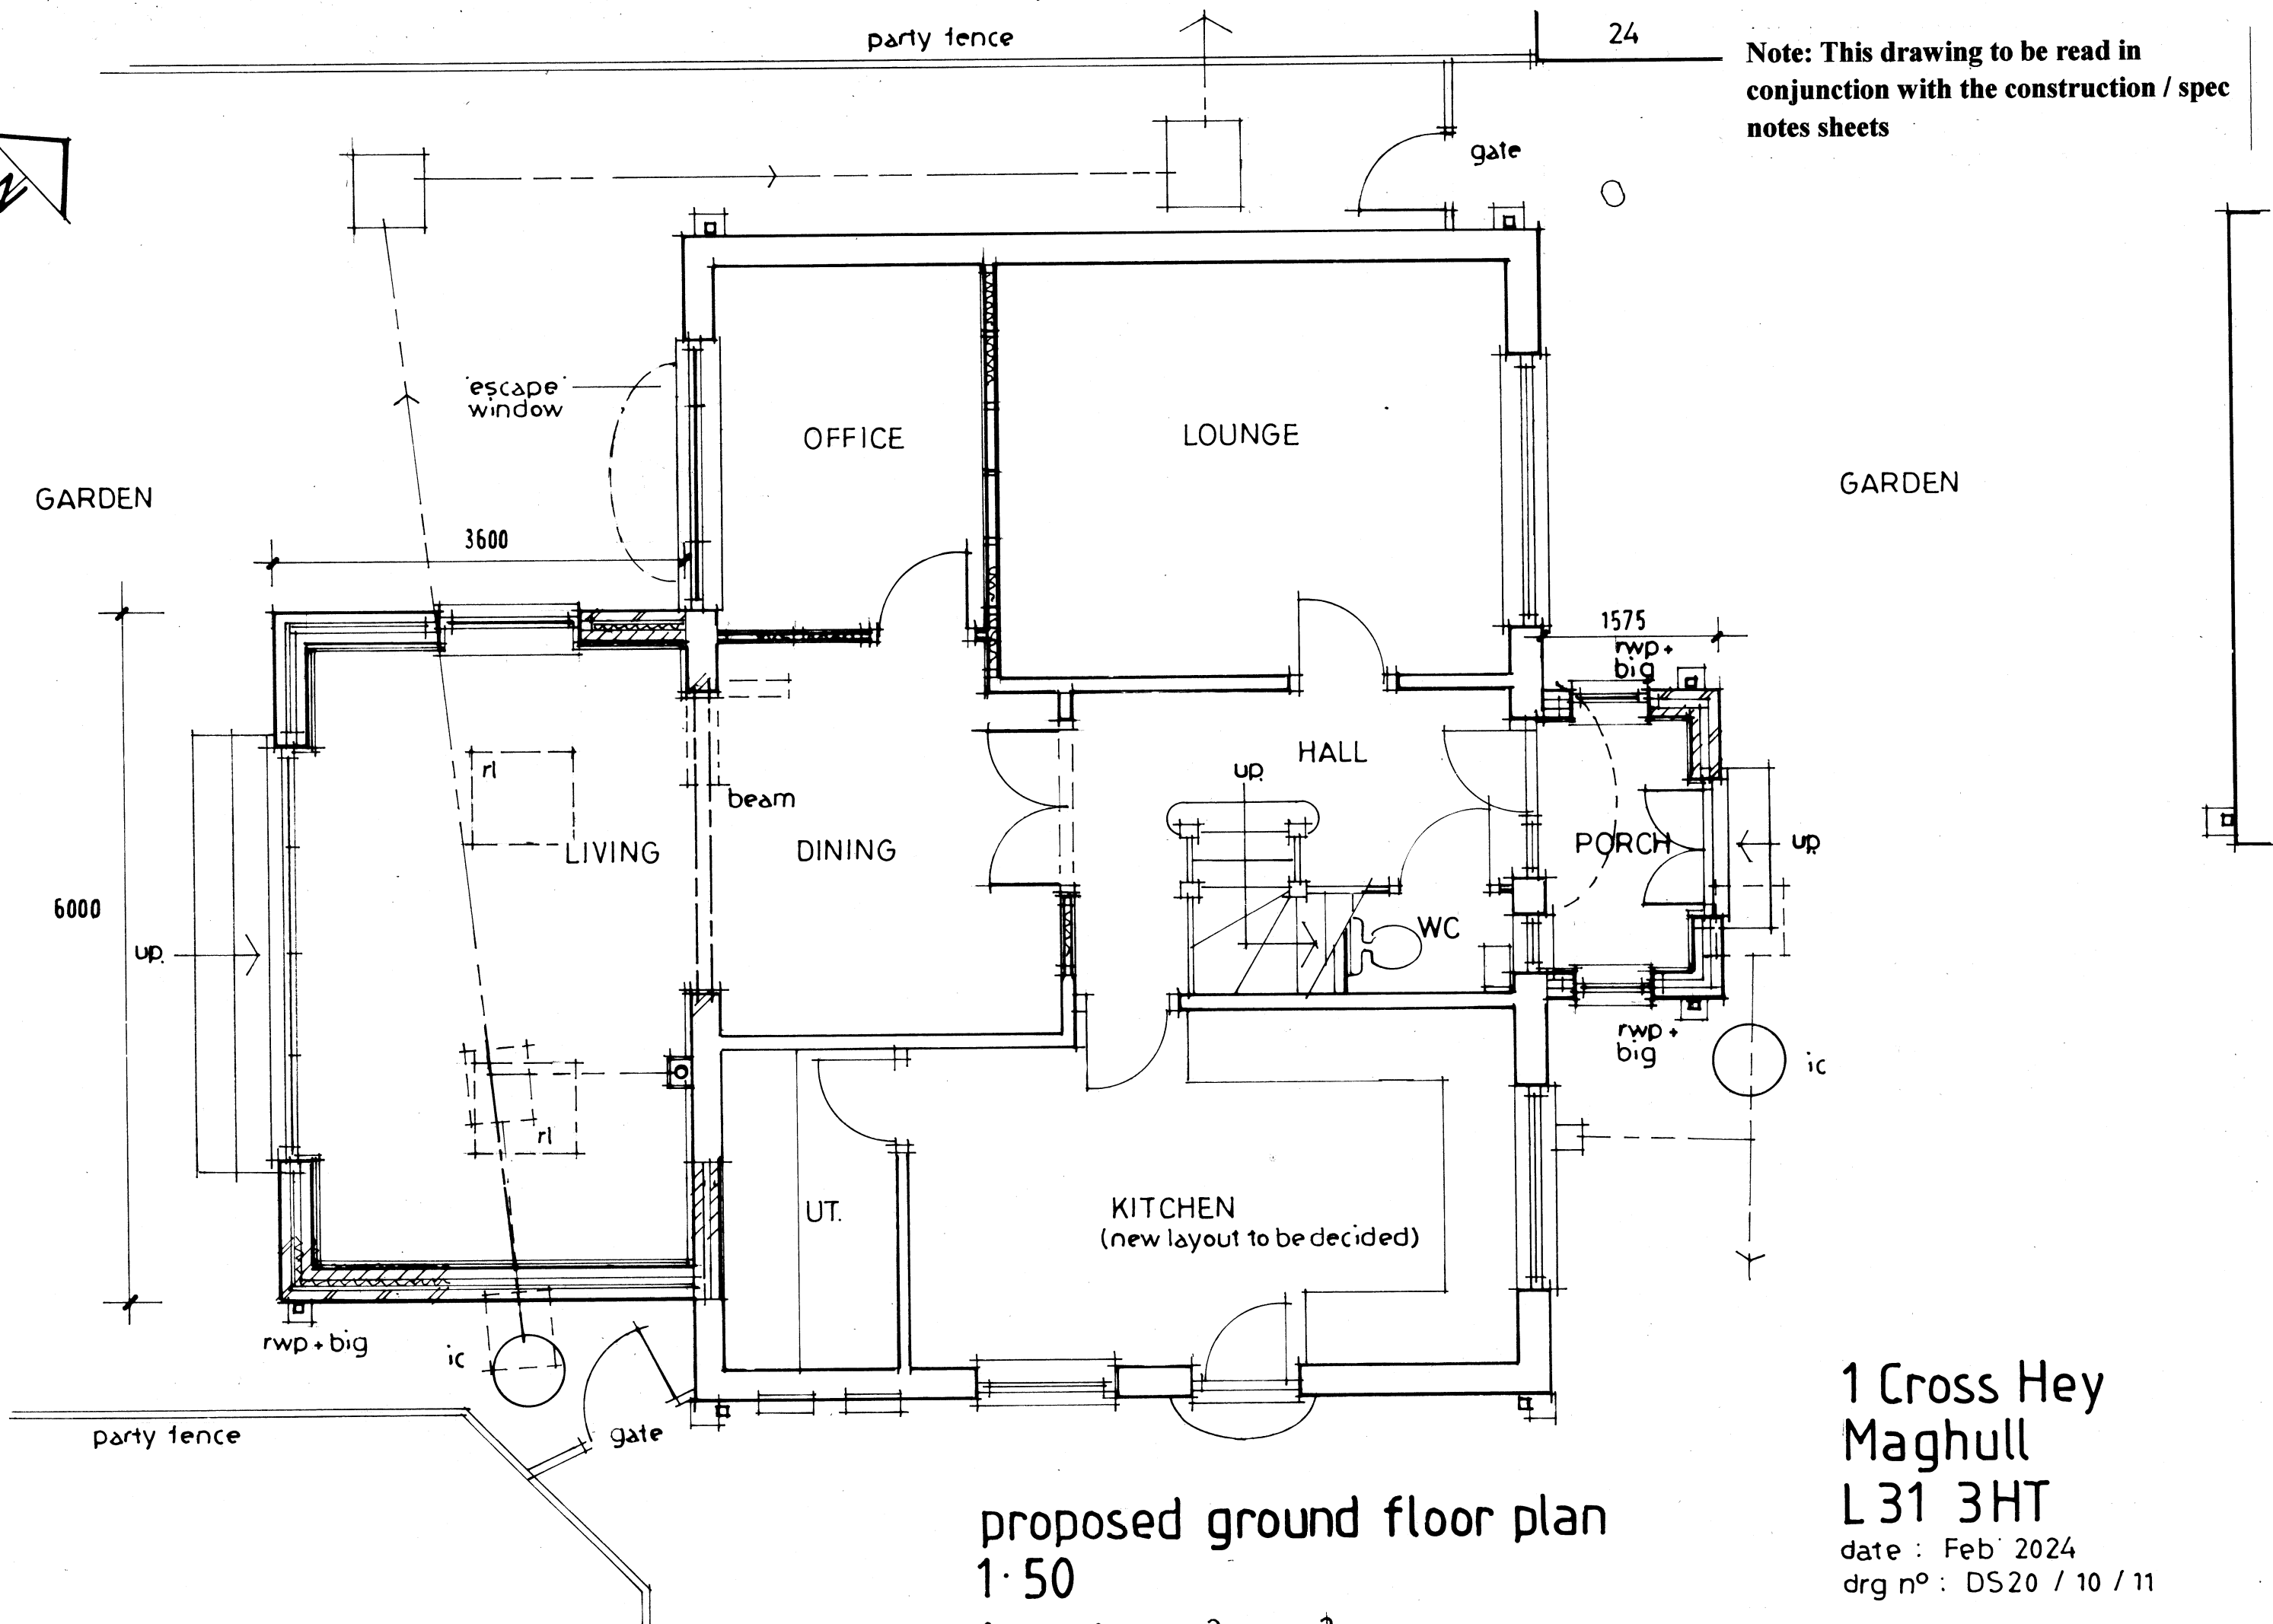 party fence
24
Note: This drawing to be read in
conjunction with the construction / spec
notes sheets
gate
N
'escape'
window
OFFICE
LOUNGE
GARDEN
GARDEN
3600
1575
rwp +
big
HALL
up.
rl
beam
LIVING
DINING
PORCH
up.
6000
WC
up.
rwp +
big
ic
rl
UT.
KITCHEN
(new layout to be decided)
rwp + big
ic
gate
party fence
1 Cross Hey
Maghull
L31 3HT
proposed ground floor plan
1:50
date : Feb' 2024
drg nº : DS20 / 10 / 11